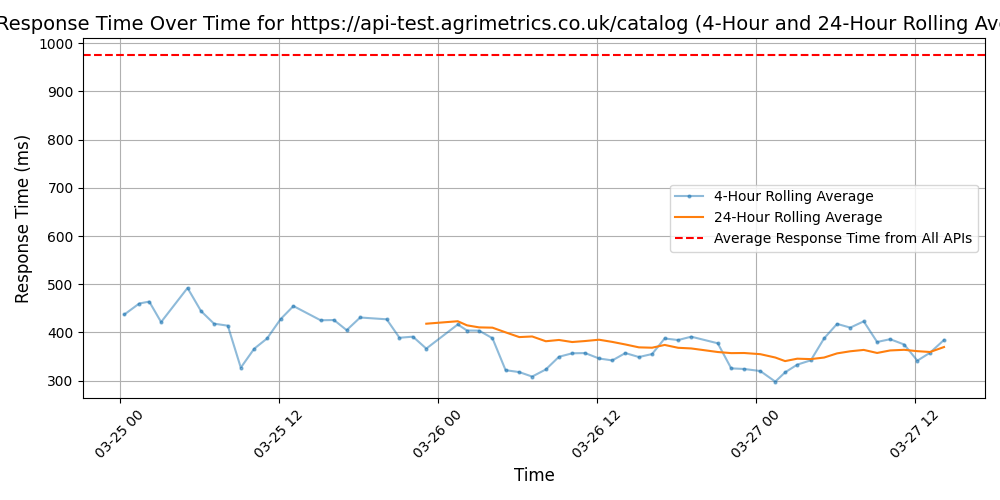 Response Time Over Time for https://api-test.agrimetrics.co.uk/catalog (4-Hour and 24-Hour Rolling
Response Time (ms)
1000
900
800
700
600
500
400
300
4-Hour Rolling Average
24-Hour Rolling Average
Average Response Time from All APIs
03-25 00
03-25 12
03-26 00
03-26 12
03-27 00
03-27 12
Time